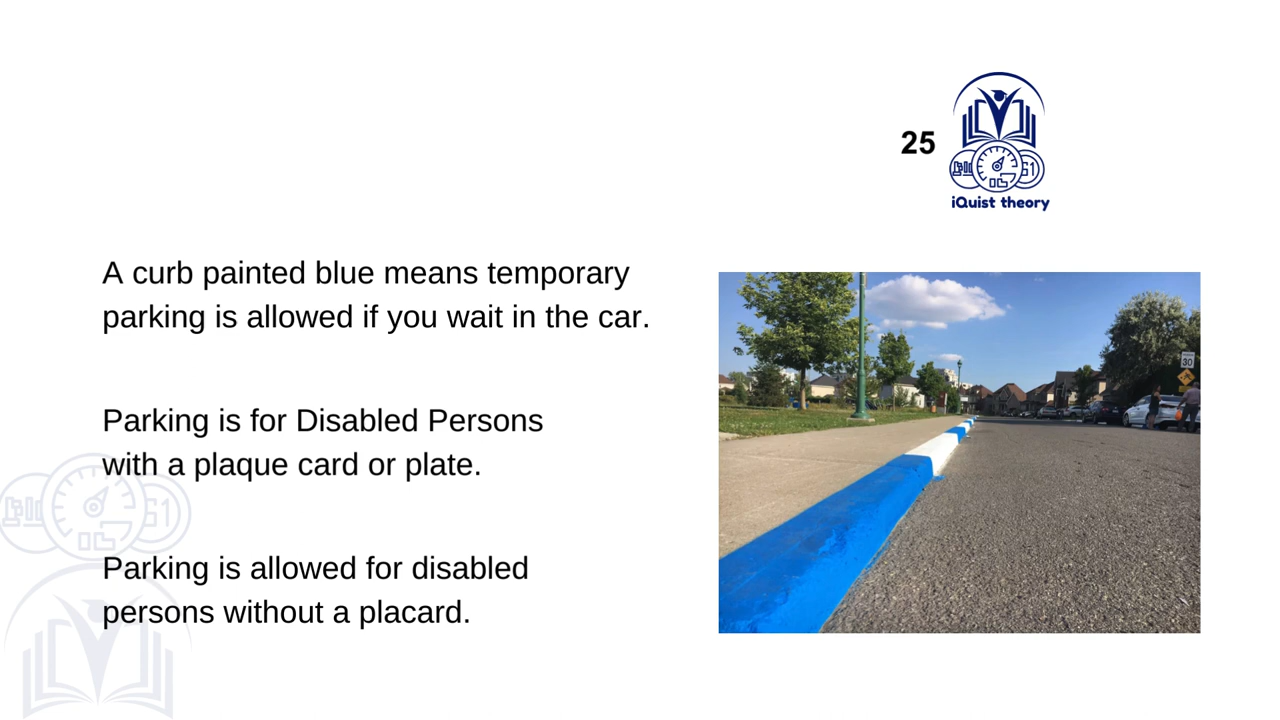 25
iQuist theory
A curb painted blue means temporary
parking is allowed if you wait in the car.
Parking is for Disabled Persons
with a plaque card or plate.
Parking is allowed for disabled
persons without a placard.
30